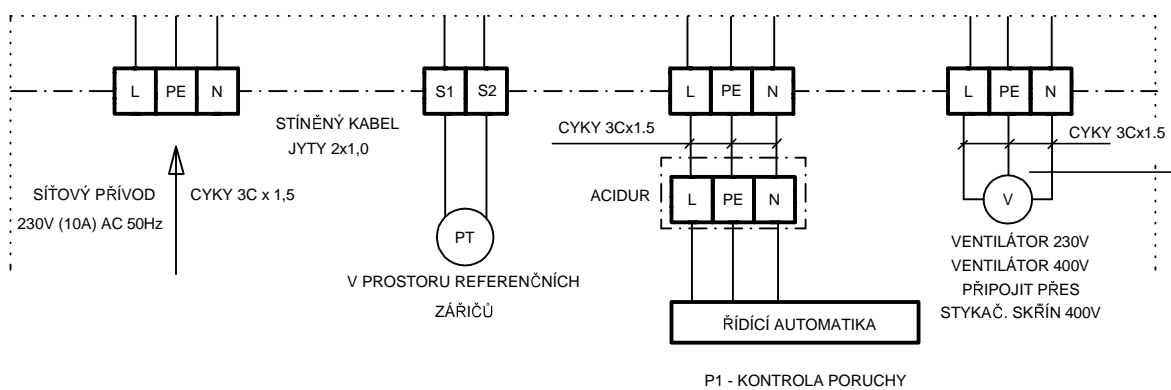 L PE N
S1 S2
L PE N
L PE N
STÍNĚNÝ KABEL
JYTY 2x1,0
CYKY 3Cx1.5
CYKY 3Cx1.5
SÍŤOVÝ PŘÍVOD
230V (10A) AC 50Hz
CYKY 3C x 1,5
ACIDUR
L PE N
PT
V
V PROSTORU REFERENČNÍCH
ZÁŘIČŮ
VENTILÁTOR 230V
VENTILÁTOR 400V
PŘIPOJIT PŘES
STYKAČ. SKŘÍN 400V
ŘÍDÍCÍ AUTOMATIKA
P1 - KONTROLA PORUCHY